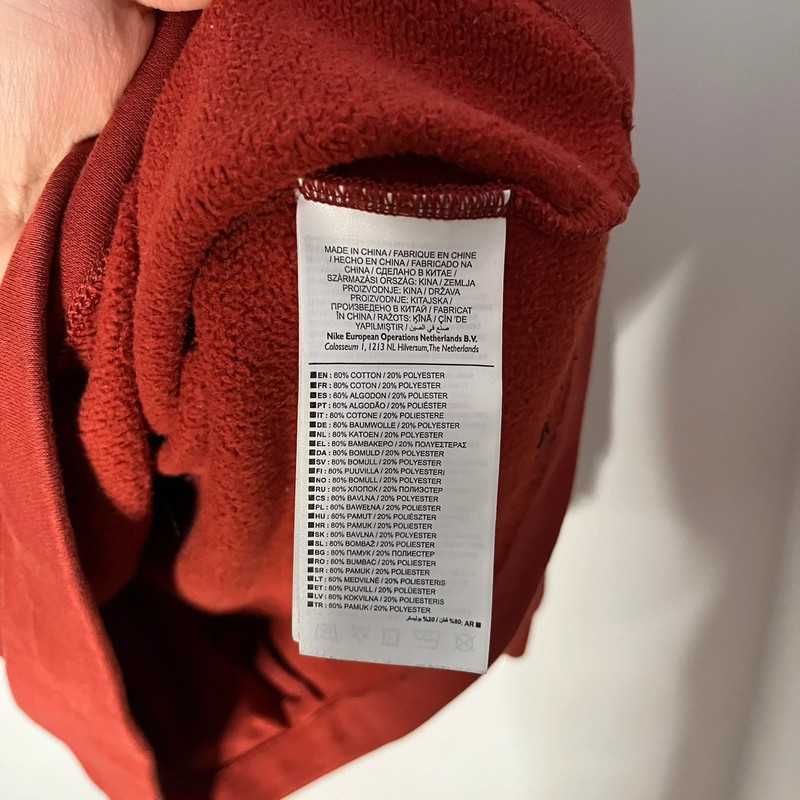 MADE IN CHINA / FABRIQUE EN CHINE
/ HECHO EN CHINA / FABRICADO NA
CHINA / СДЕЛАНО В КИТАЕ /
SZÁRMAZÁSI ORSZÁG: KINA / ZEMLJA
PROIZVODNJE: KINA / DRŽAVA
PROIZVODNJE: KITAJSKA /
ПРОИЗВЕДЕНО В КИТАЙ / FABRICAT
ÎN CHINA / RAŽOTS: ĶĪNĀ / ÇİN 'DE
YAPILMIŞTIR / صنع في الصين
Nike European Operations Netherlands B.V.
Colosseum 1, 1213 NL Hilversum, The Netherlands
EN : 80% COTTON / 20% POLYESTER
FR : 80% COTON / 20% POLYESTER
ES : 80% ALGODON / 20% POLYESTER
PT : 80% ALGODÃO / 20% POLIÉSTER
IT : 80% COTONE / 20% POLIESTERE
DE : 80% BAUMWOLLE / 20% POLYESTER
NL : 80% KATOEN / 20% POLYESTER
EL : 80% ΒΑΜΒΑΚΕΡΟ / 20% ΠΟΛΥΕΣΤΕΡΑΣ
DA : 80% BOMULD / 20% POLYESTER
SV : 80% BOMULL / 20% POLYESTER
FI : 80% PUUVILLA / 20% POLYESTERI
NO : 80% BOMULL / 20% POLYESTER
RU : 80% ХЛОПОК / 20% ПОЛИЭСТЕР
CS : 80% BAVLNA / 20% POLYESTER
PL : 80% BAWEŁNA / 20% POLYESTER
HU : 80% PAMUT / 20% POLIÉSZTER
HR : 80% PAMUK / 20% POLIESTER
SK : 80% BAVLNA / 20% POLYESTER
SL : 80% BOMBAŽ / 20% POLIESTER
BG : 80% ПАМУК / 20% ПОЛИЕСТЕР
RO : 80% BUMBAC / 20% POLIESTER
SR : 80% PAMUK / 20% POLIESTER
LT : 80% MEDVILNĖ / 20% POLIESTERIS
ET : 80% PUUVILL / 20% POLÜESTER
LV : 80% KOKVILNA / 20% POLIESTERIS
TR : 80% PAMUK / 20% POLIESTER
AR : 80% قطن / 20% بوليستر